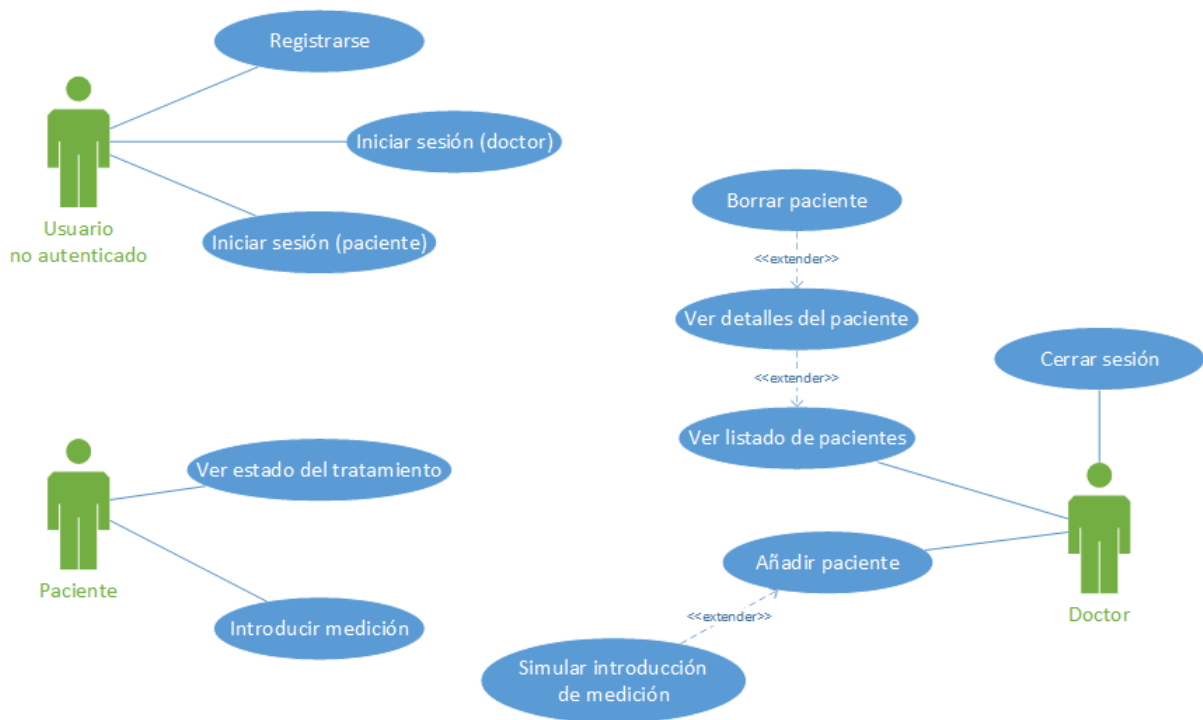 Registrarse
Iniciar sesión (doctor)
Usuario
no autenticado
Iniciar sesión (paciente)
Borrar paciente
<<extender>>
Ver detalles del paciente
<<extender>>
Ver listado de pacientes
Cerrar sesión
Ver estado del tratamiento
Paciente
Introducir medición
Añadir paciente
<<extender>>
Simular introducción
de medición
Doctor